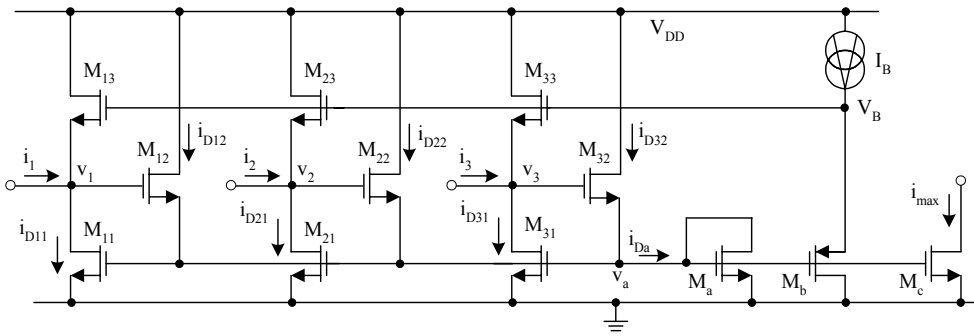 V_DD
I_B
M_13
M_23
M_33
V_B
i_D12
i_D22
i_D32
i_1
v_1
M_12
i_2
v_2
M_22
i_3
v_3
M_32
i_max
i_D11
M_11
i_D21
M_21
i_D31
M_31
i_Da
v_a
M_a
M_b
M_c